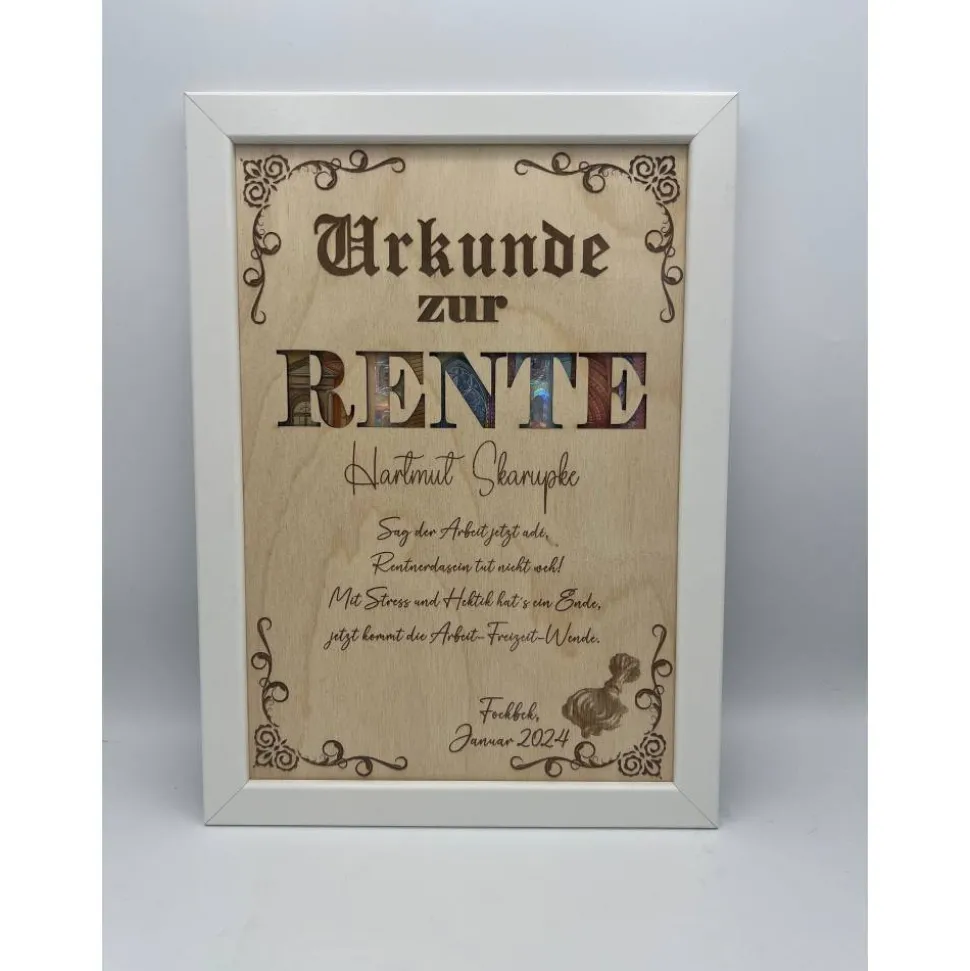 Urkunde
zur
RENTE
Hartmut Skarupke
Sag der Arbeit jetzt adé,
Rentnerdasein tut nicht weh!
Mit Stress und Hektik hat's ein Ende,
jetzt kommt die Arbeit-Freizeit-Wende.
Fockbek,
Januar 2024